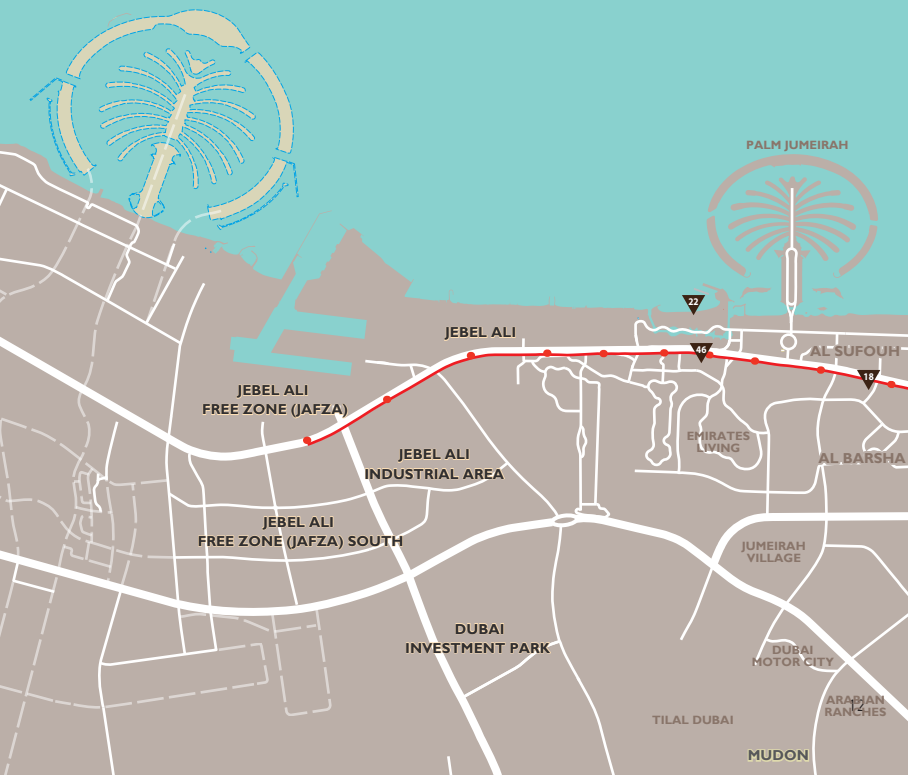 PALM JUMEIRAH
22
JEBEL ALI
46
AL SUFOUH
18
JEBEL ALI
FREE ZONE (JAFZA)
EMIRATES
LIVING
JEBEL ALI
INDUSTRIAL AREA
AL BARSHA
JEBEL ALI
FREE ZONE (JAFZA) SOUTH
JUMEIRAH
VILLAGE
DUBAI
INVESTMENT PARK
DUBAI
MOTOR CITY
ARABIAN
RANCHES
12
TILAL DUBAI
MUDON